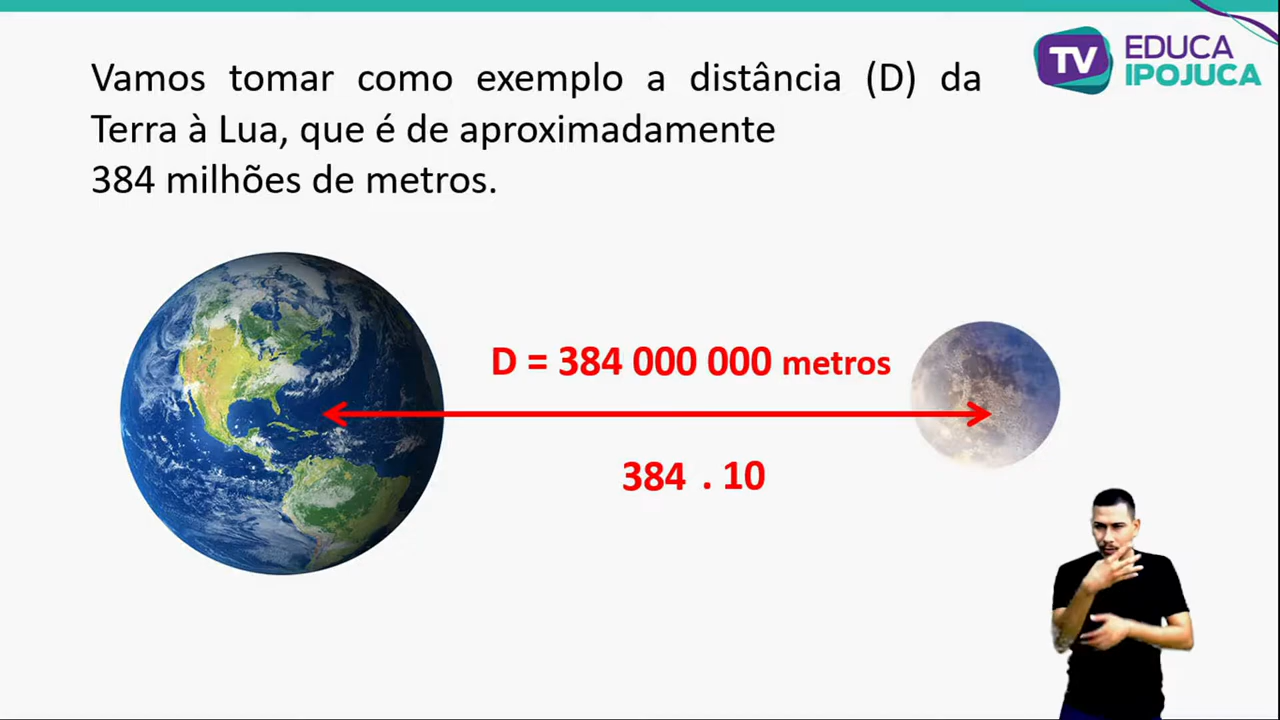 Vamos tomar como exemplo a distância (D) da
Terra à Lua, que é de aproximadamente
384 milhões de metros.
TV EDUCA
IPOJUCA
D = 384 000 000 metros
384 . 10